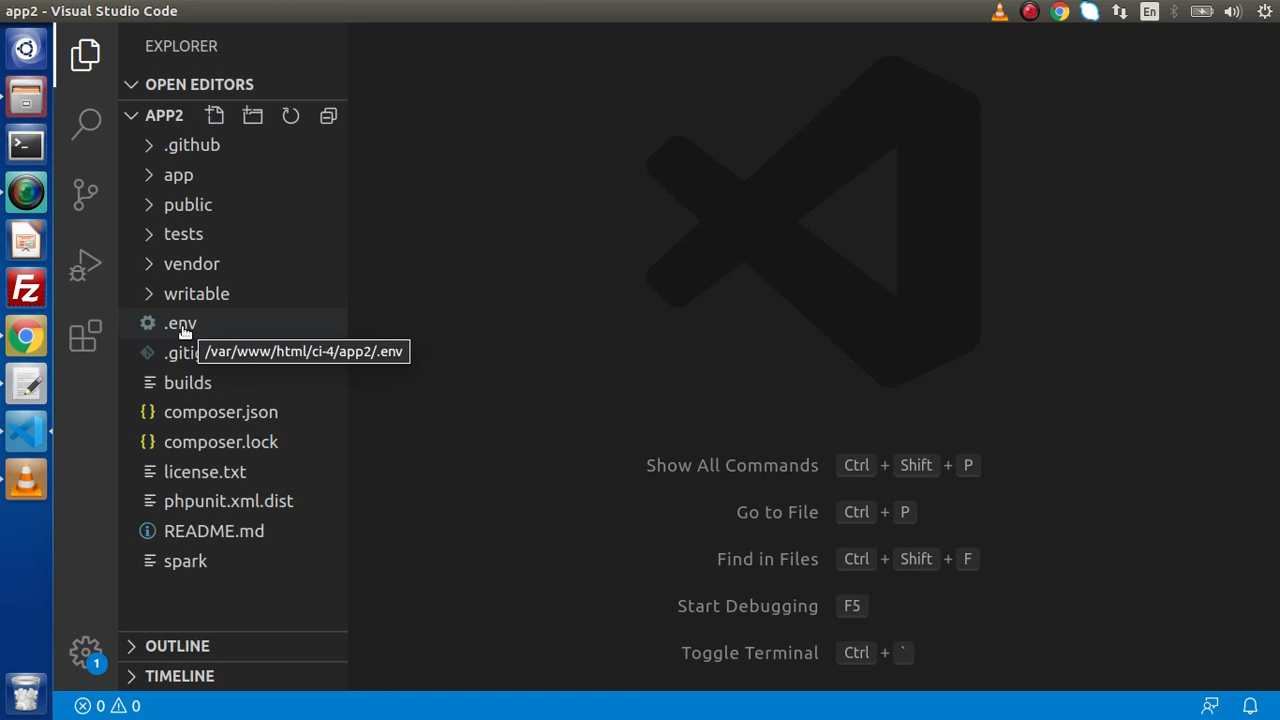 app2 - Visual Studio Code
En
EXPLORER
OPEN EDITORS
APP2
.github
app
public
tests
vendor
writable
.env
/var/www/html/ci-4/app2/.env
.giti
builds
{} composer.json
{} composer.lock
license.txt
phpunit.xml.dist
README.md
spark
OUTLINE
TIMELINE
Show All Commands Ctrl + Shift + P
Go to File Ctrl + P
Find in Files Ctrl + Shift + F
Start Debugging F5
Toggle Terminal Ctrl + `
1
0 0
Fz